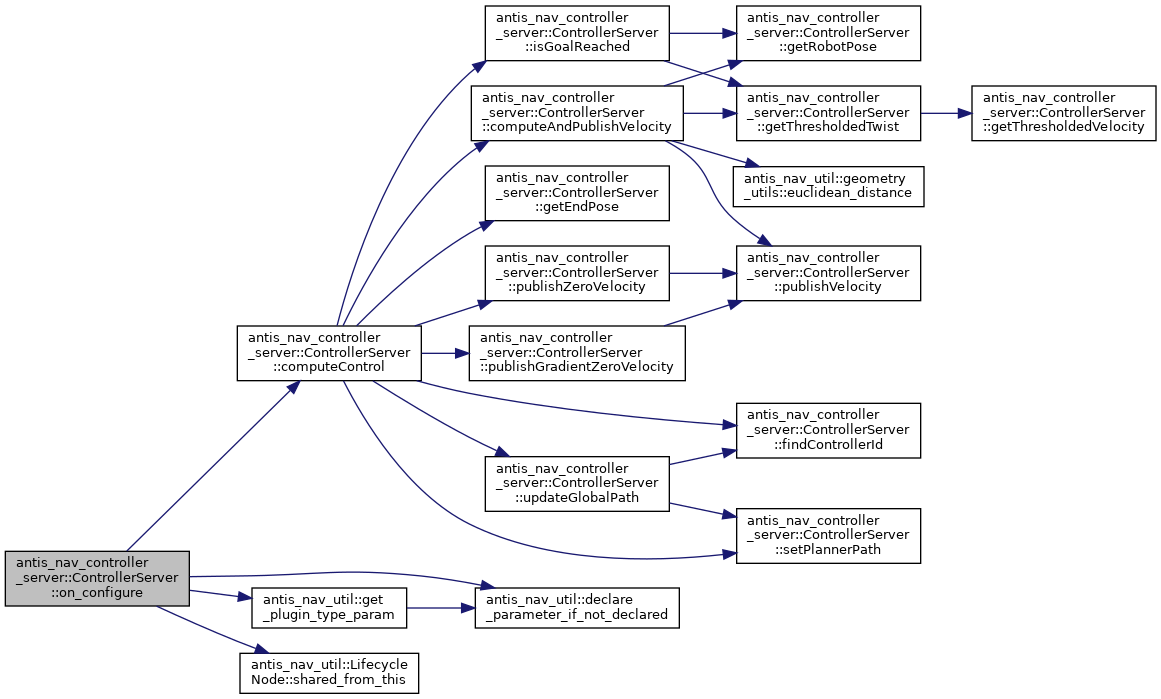 antis_nav_controller
_server::ControllerServer
::isGoalReached
antis_nav_controller
_server::ControllerServer
::getRobotPose
antis_nav_controller
_server::ControllerServer
::computeAndPublishVelocity
antis_nav_controller
_server::ControllerServer
::getThresholdedTwist
antis_nav_controller
_server::ControllerServer
::getThresholdedVelocity
antis_nav_controller
_server::ControllerServer
::getEndPose
antis_nav_util::geometry
_utils::euclidean_distance
antis_nav_controller
_server::ControllerServer
::publishZeroVelocity
antis_nav_controller
_server::ControllerServer
::publishVelocity
antis_nav_controller
_server::ControllerServer
::computeControl
antis_nav_controller
_server::ControllerServer
::publishGradientZeroVelocity
antis_nav_controller
_server::ControllerServer
::findControllerId
antis_nav_controller
_server::ControllerServer
::updateGlobalPath
antis_nav_controller
_server::ControllerServer
::setPlannerPath
antis_nav_controller
_server::ControllerServer
::on_configure
antis_nav_util::get
_plugin_type_param
antis_nav_util::declare
_parameter_if_not_declared
antis_nav_util::Lifecycle
Node::shared_from_this